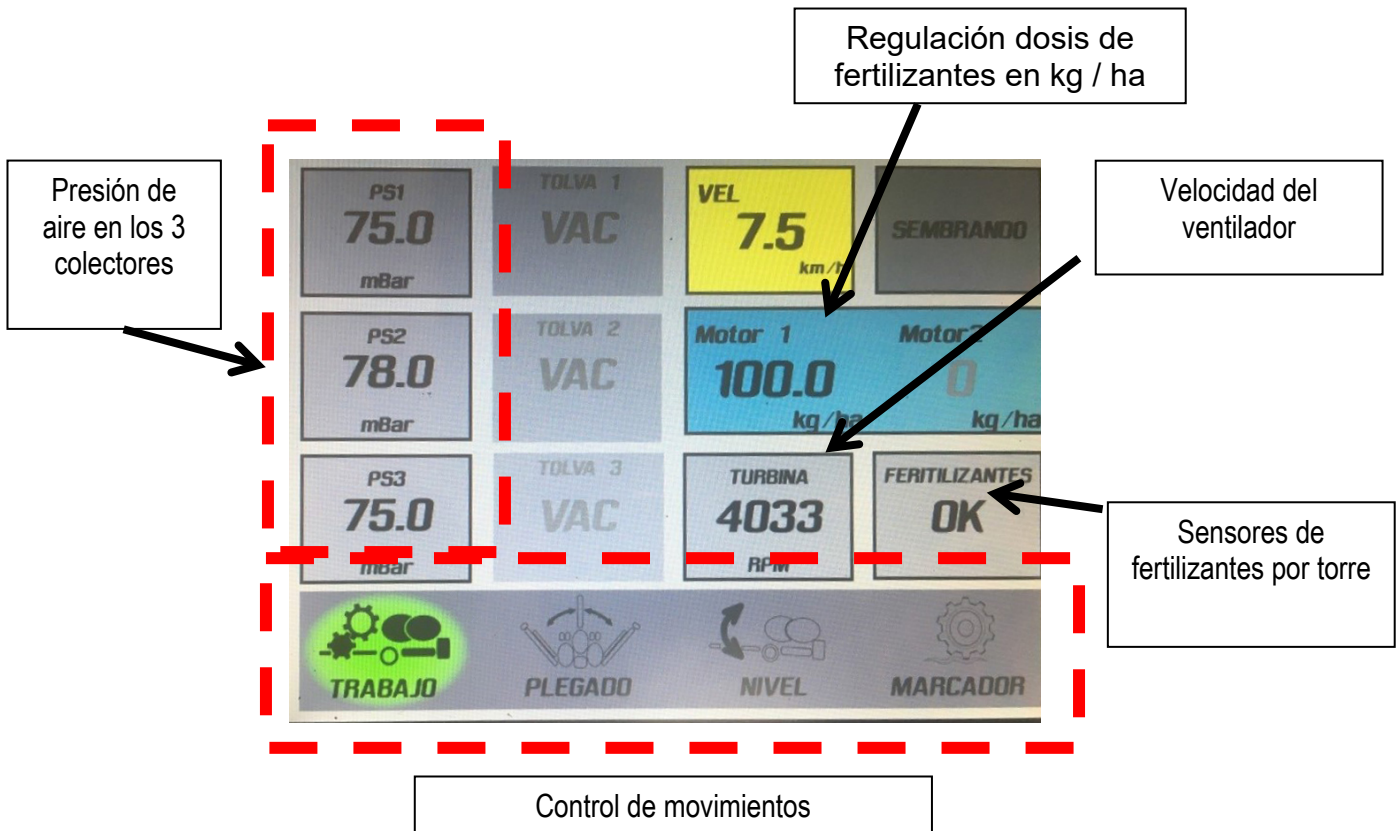 Regulación dosis de
fertilizantes en kg / ha
Presión de
aire en los 3
colectores
Velocidad del
ventilador
PS1
75.0
mBar
TOLVA 1
VAC
VEL
7.5
km/h
SEMBRANDO
PS2
78.0
mBar
TOLVA 2
VAC
Motor 1
100.0
kg/ha
Motor2
0
kg/ha
PS3
75.0
mBar
TOLVA 3
VAC
TURBINA
4033
RPM
FERITILIZANTES
OK
Sensores de
fertilizantes por torre
TRABAJO
PLEGADO
NIVEL
MARCADOR
Control de movimientos